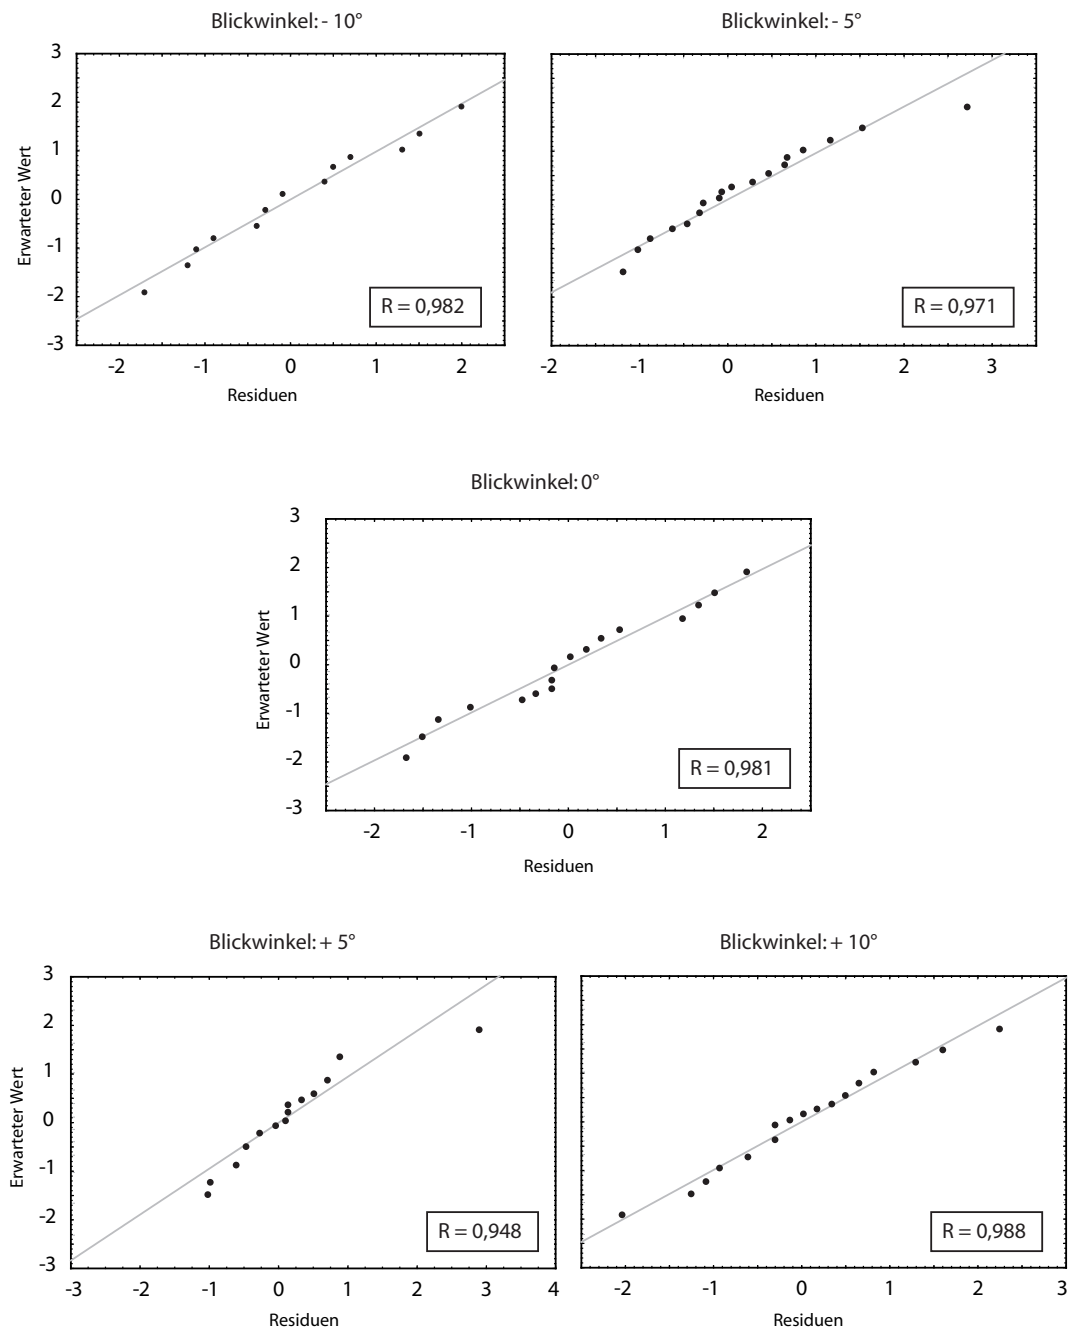 Blickwinkel: - 10°
Blickwinkel: - 5°
3
2
1
0
-1
-2
-3
Erwarteter Wert
R = 0,982
R = 0,971
-2 -1 0 1 2
-2 -1 0 1 2 3
Residuen
Residuen
Blickwinkel: 0°
3
2
1
0
-1
-2
-3
Erwarteter Wert
R = 0,981
-2 -1 0 1 2
Residuen
Blickwinkel: + 5°
Blickwinkel: + 10°
3
2
1
0
-1
-2
-3
Erwarteter Wert
R = 0,948
R = 0,988
-3 -2 -1 0 1 2 3 4
-2 -1 0 1 2 3
Residuen
Residuen